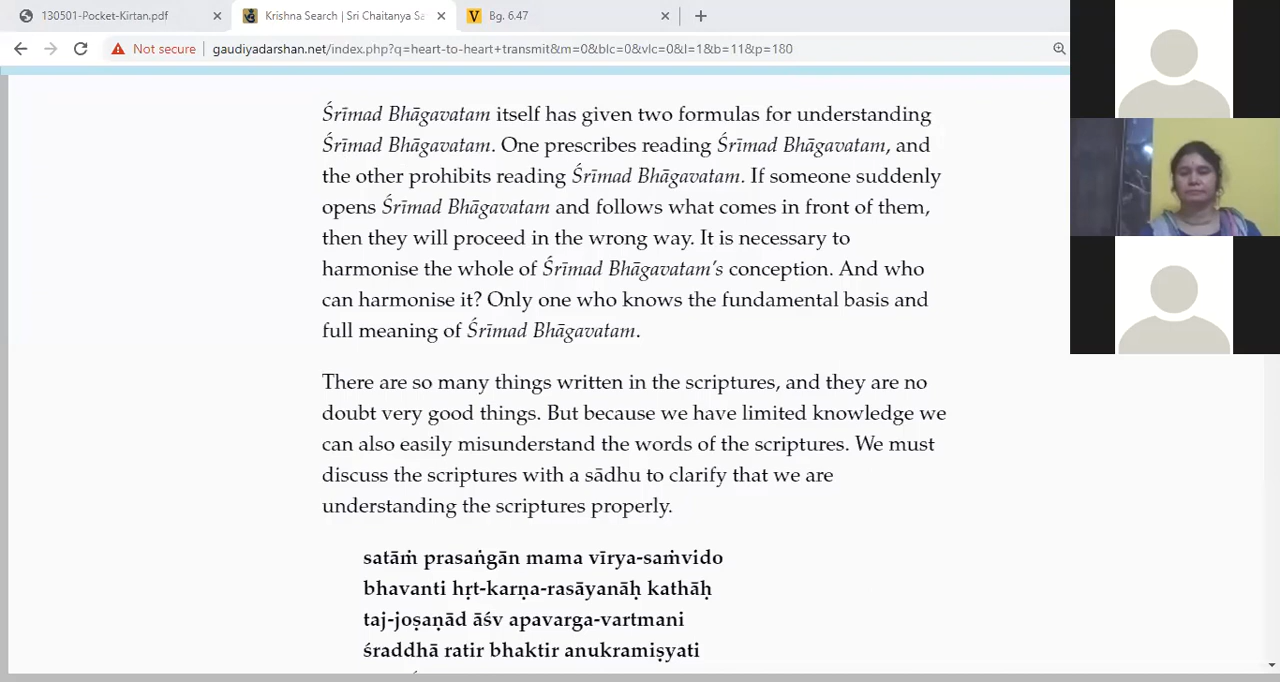 130501-Pocket-Kirtan.pdf
Krishna Search | Sri Chaitanya Sa
Bg. 6.47
Not secure
gaudiyadarshan.net/index.php?q=heart-to-heart+transmit&m=0&blc=0&vlc=0&l=1&b=11&p=180
Śrīmad Bhāgavatam itself has given two formulas for understanding
Śrīmad Bhāgavatam. One prescribes reading Śrīmad Bhāgavatam, and
the other prohibits reading Śrīmad Bhāgavatam. If someone suddenly
opens Śrīmad Bhāgavatam and follows what comes in front of them,
then they will proceed in the wrong way. It is necessary to
harmonise the whole of Śrīmad Bhāgavatam’s conception. And who
can harmonise it? Only one who knows the fundamental basis and
full meaning of Śrīmad Bhāgavatam.
There are so many things written in the scriptures, and they are no
doubt very good things. But because we have limited knowledge we
can also easily misunderstand the words of the scriptures. We must
discuss the scriptures with a sādhu to clarify that we are
understanding the scriptures properly.
satāṁ prasaṅgān mama vīrya-saṁvido
bhavanti hṛt-karṇa-rasāyanāḥ kathāḥ
taj-joṣaṇād āśv apavarga-vartmani
śraddhā ratir bhaktir anukramiṣyati